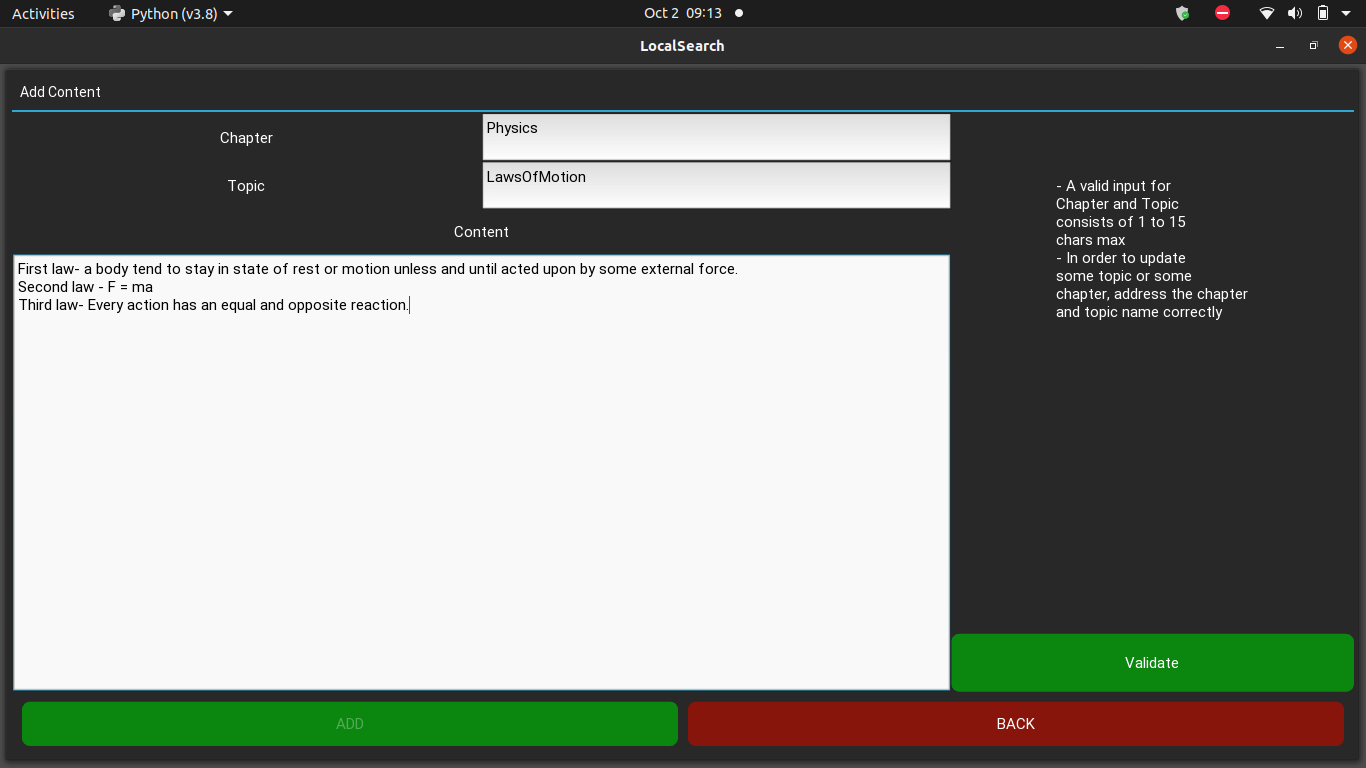 Activities Python (v3.8) Oct 2 09:13
LocalSearch
Add Content
Chapter Physics
Topic LawsOfMotion
Content
First law- a body tend to stay in state of rest or motion unless and until acted upon by some external force.
Second law - F = ma
Third law- Every action has an equal and opposite reaction.
- A valid input for
Chapter and Topic
consists of 1 to 15
chars max
- In order to update
some topic or some
chapter, address the chapter
and topic name correctly
Validate
ADD BACK